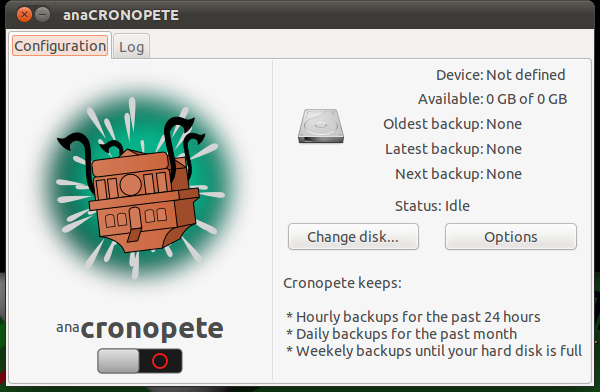 anaCRONOPETE
Configuration
Log
Device: Not defined
Available: 0 GB of 0 GB
Oldest backup: None
Latest backup: None
Next backup: None
Status: Idle
Change disk...
Options
anacronopete
Cronopete keeps:
* Hourly backups for the past 24 hours
* Daily backups for the past month
* Weekely backups until your hard disk is full